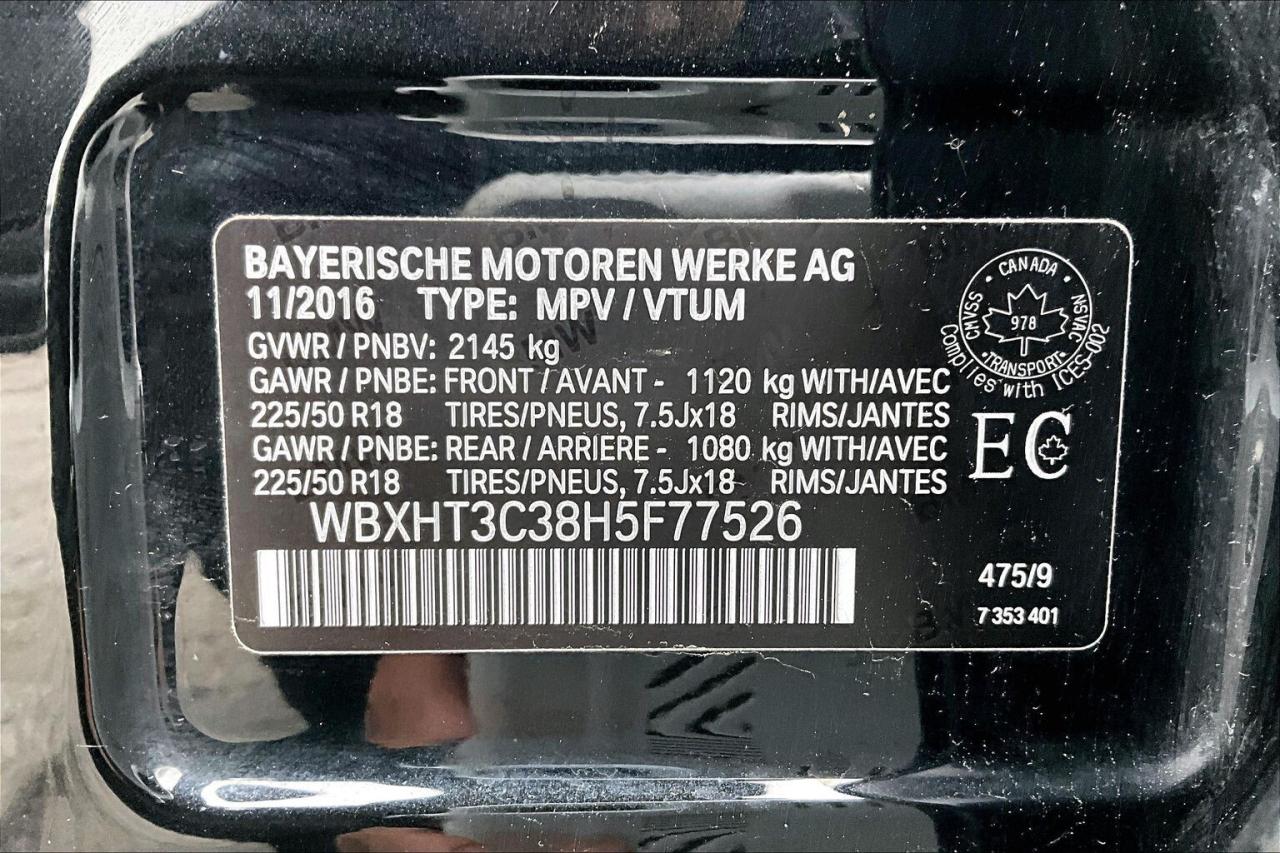 BAYERISCHE MOTOREN WERKE AG
11/2016 TYPE: MPV / VTUM
GVWR / PNBV: 2145 kg
GAWR / PNBE: FRONT / AVANT - 1120 kg WITH/AVEC
225/50 R18 TIRES/PNEUS, 7.5Jx18 RIMS/JANTES
GAWR / PNBE: REAR / ARRIÈRE - 1080 kg WITH/AVEC
225/50 R18 TIRES/PNEUS, 7.5Jx18 RIMS/JANTES
WBXHT3C38H5F77526
CANADA
CMVSS
NSVAC
978
TRANSPORT
Complies with ICES-002
EC
475/9
7 353 401